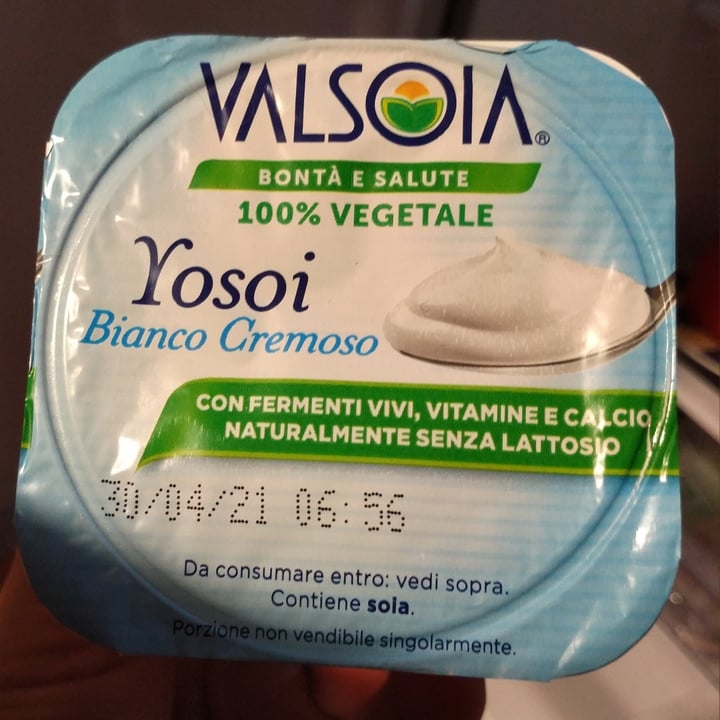 VALSOIA®
BONTÀ E SALUTE
100% VEGETALE
Yosoi
Bianco Cremoso
CON FERMENTI VIVI, VITAMINE E CALCIO
NATURALMENTE SENZA LATTOSIO
30/04/21 06:56
Da consumare entro: vedi sopra.
Contiene soia.
Porzione non vendibile singolarmente.